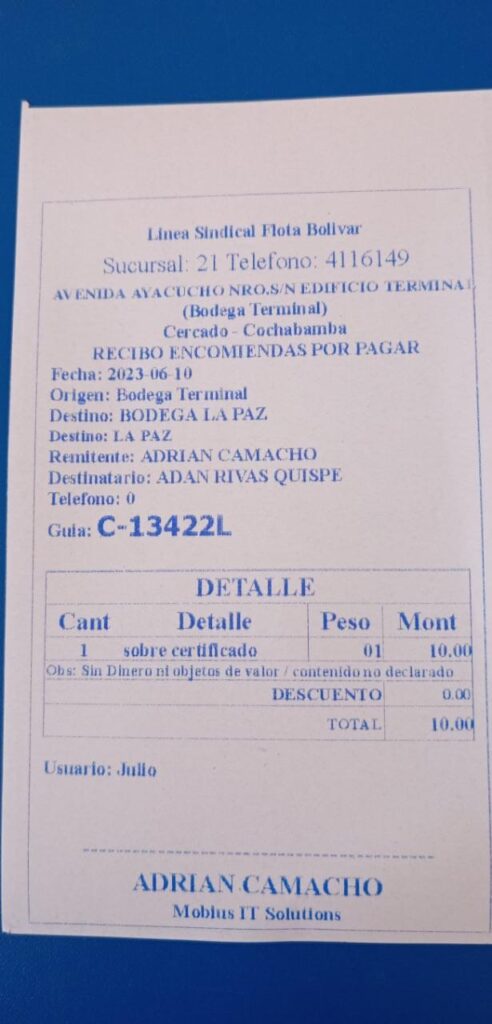 Linea Sindical Flota Bolivar
Sucursal: 21 Telefono: 4116149
AVENIDA AYACUCHO NRO.S/N EDIFICIO TERMINAL
(Bodega Terminal)
Cercado - Cochabamba
RECIBO ENCOMIENDAS POR PAGAR
Fecha: 2023-06-10
Origen: Bodega Terminal
Destino: BODEGA LA PAZ
Destino: LA PAZ
Remitente: ADRIAN CAMACHO
Destinatario: ADAN RIVAS QUISPE
Telefono: 0
Guia: C-13422L
DETALLE
Cant Detalle Peso Mont
1 sobre certificado 01 10.00
Obs: Sin Dinero ni objetos de valor / contenido no declarado
DESCUENTO 0.00
TOTAL 10.00
Usuario: Julio
ADRIAN CAMACHO
Mobius IT Solutions